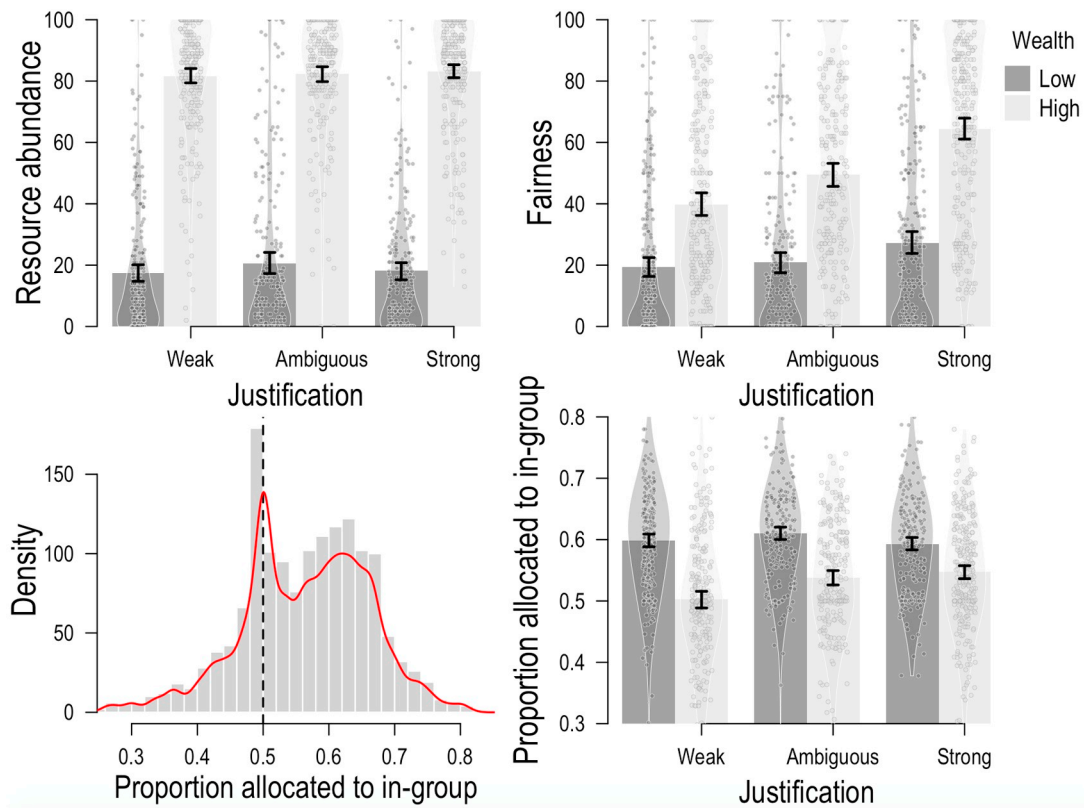 Resource abundance
100
80
60
40
20
0
Weak Ambiguous Strong
Justification
Fairness
100
80
60
40
20
0
Weak Ambiguous Strong
Justification
Wealth
Low
High
Density
150
100
50
0
0.3 0.4 0.5 0.6 0.7 0.8
Proportion allocated to in-group
Proportion allocated to in-group
0.8
0.7
0.6
0.5
0.4
0.3
Weak Ambiguous Strong
Justification